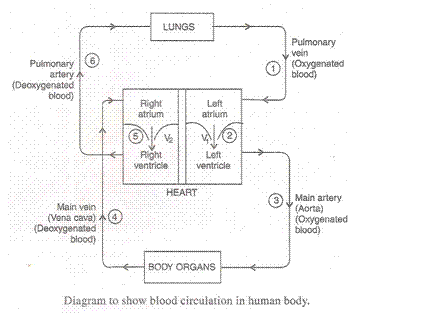 LUNGS
Pulmonary
artery
(Deoxygenated
blood)
6
Pulmonary
vein
(Oxygenated
blood)
1
Right
atrium
Left
atrium
5
V2
V1
2
Right
ventricle
Left
ventricle
HEART
Main vein
(Vena cava)
(Deoxygenated
blood)
4
3
Main artery
(Aorta)
(Oxygenated
blood)
BODY ORGANS
Diagram to show blood circulation in human body.